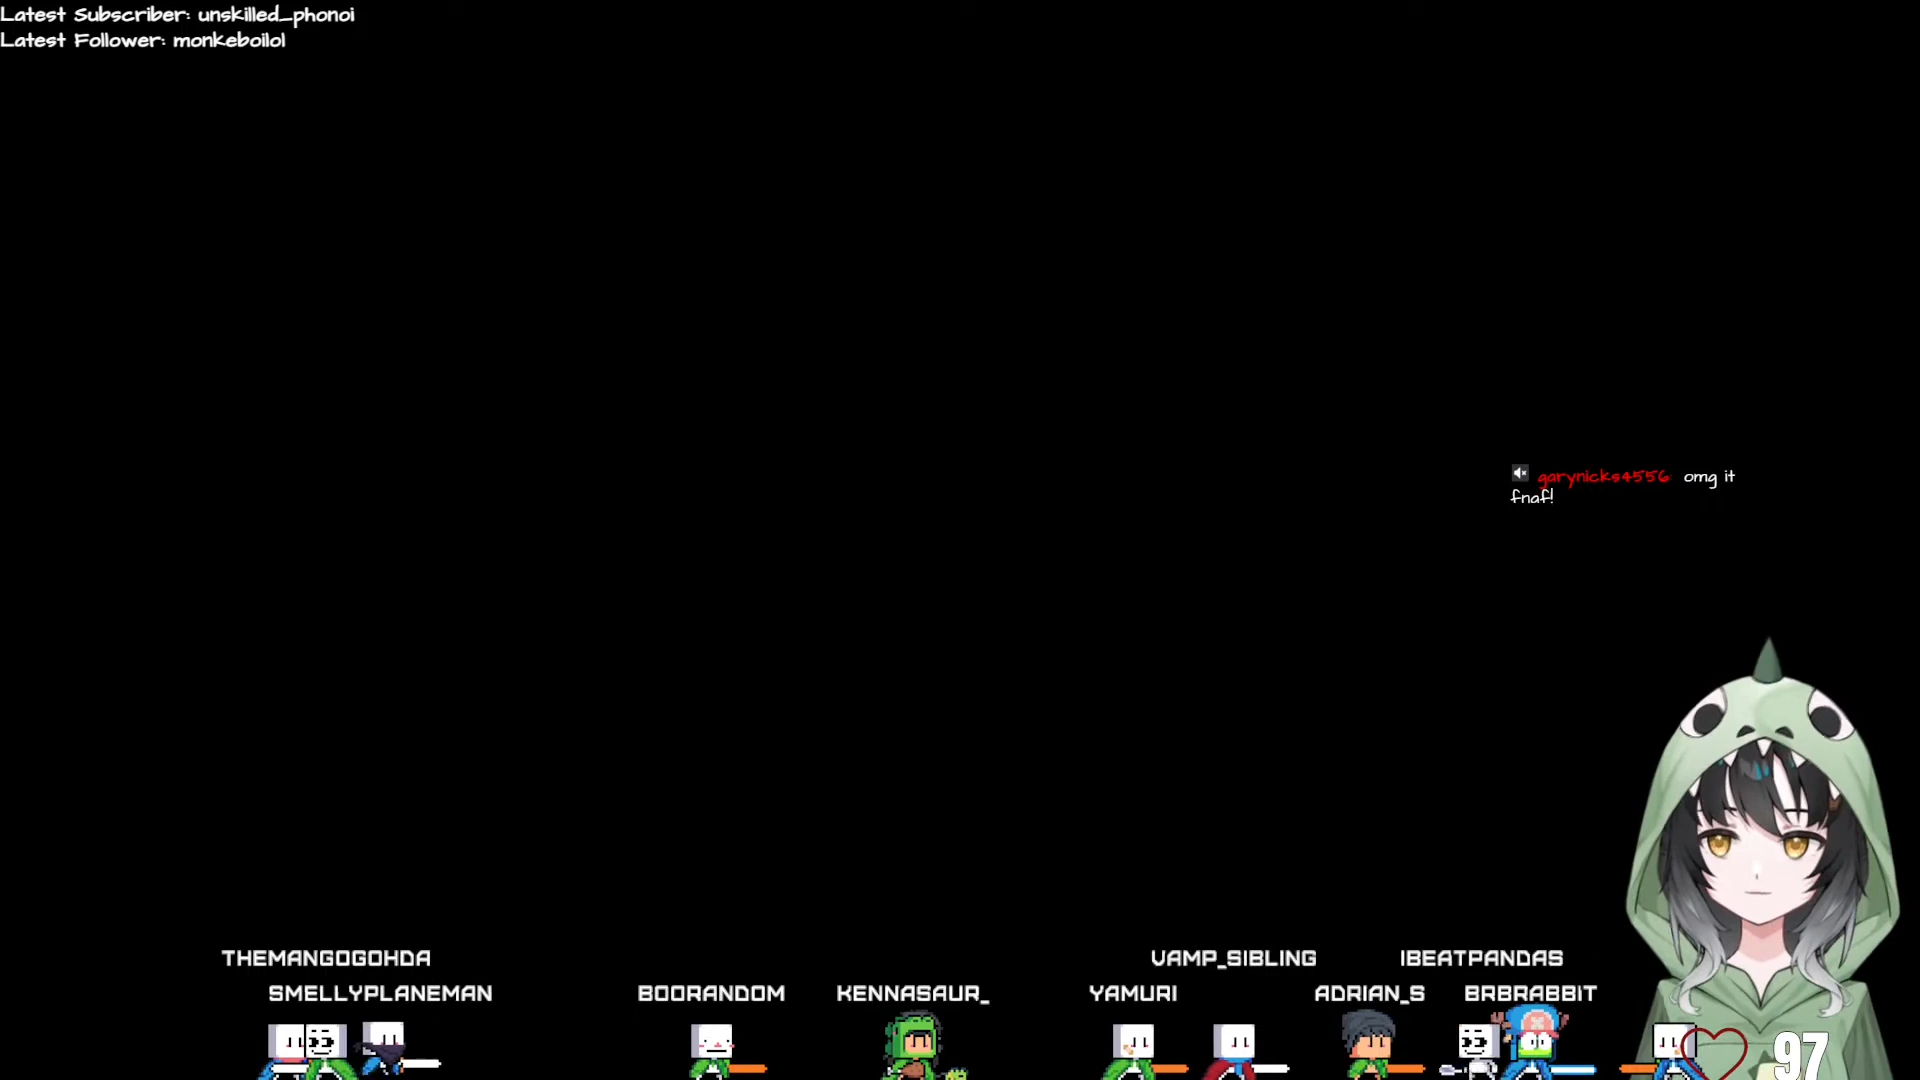 Latest Subscriber: unskilled_phonoi
Latest Follower: monkeboilol
garynicks4556: omg it
fnaf!
THEMANGOGOHDA
VAMP_SIBLING
IBEATPANDAS
SMELLYPLANEMAN
BOORANDOM
KENNASAUR_
YAMURI
ADRIAN_S
BRBRABBIT
97